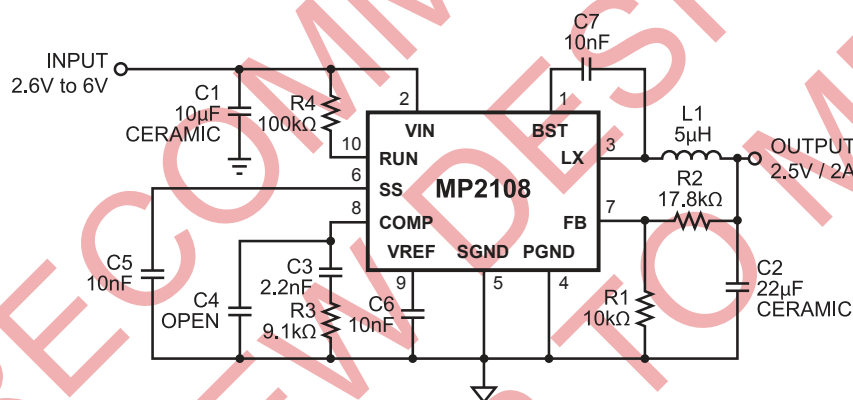 INPUT
2.6V to 6V
C1
10µF
CERAMIC
R4
100kΩ
C7
10nF
2
1
VIN
BST
10
RUN
LX
3
L1
5µH
OUTPUT
2.5V / 2A
6
SS
MP2108
R2
17.8kΩ
8
COMP
FB
7
VREF
SGND
PGND
9
5
4
C5
10nF
C4
OPEN
C3
2.2nF
R3
9.1kΩ
C6
10nF
R1
10kΩ
C2
22µF
CERAMIC